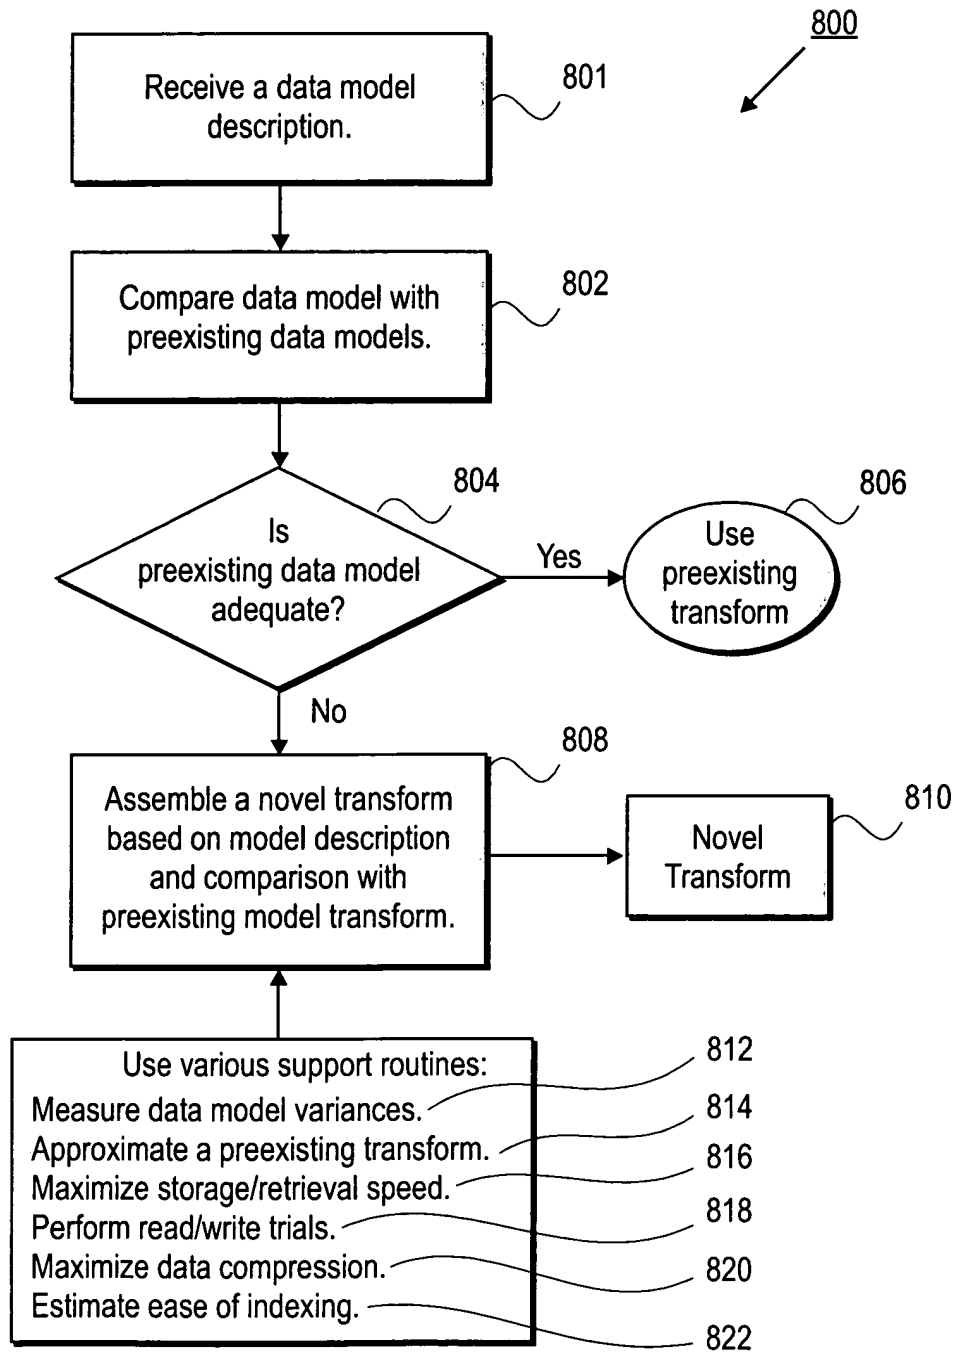 800
Receive a data model
description.
801
Compare data model with
preexisting data models.
802
Is
preexisting data model
adequate?
804
Yes
Use
preexisting
transform
806
No
Assemble a novel transform
based on model description
and comparison with
preexisting model transform.
808
Novel
Transform
810
Use various support routines:
Measure data model variances.
812
Approximate a preexisting transform.
814
Maximize storage/retrieval speed.
816
Perform read/write trials.
818
Maximize data compression.
820
Estimate ease of indexing.
822